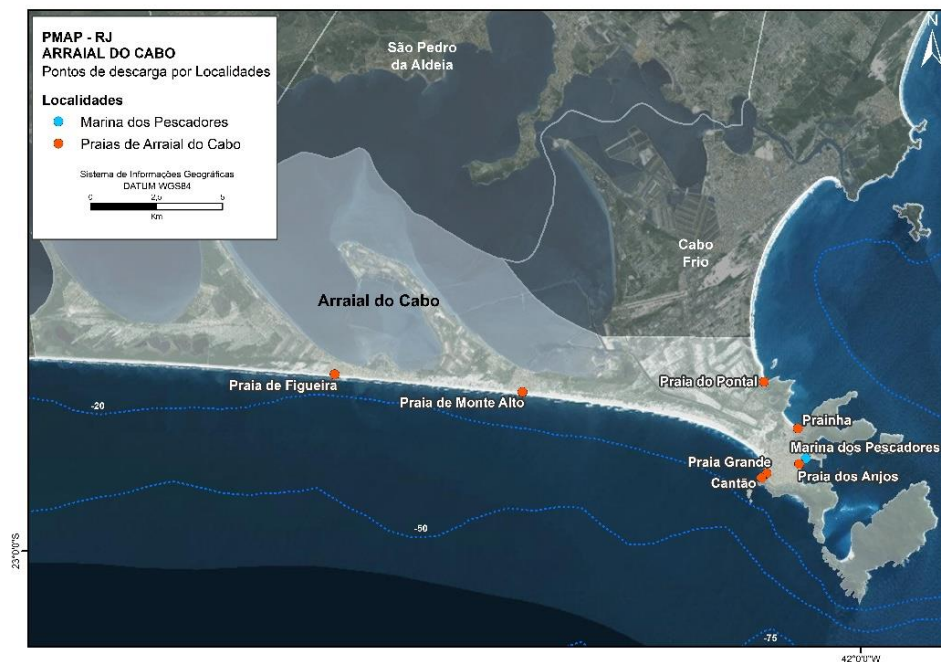 PMAP - RJ
ARRAIAL DO CABO
Pontos de descarga por Localidades
Localidades
Marina dos Pescadores
Praias de Arraial do Cabo
Sistema de Informações Geográficas
DATUM WGS84
0 2,5 5
Km
N
São Pedro
da Aldeia
Cabo
Frio
Arraial do Cabo
Praia de Figueira
Praia de Monte Alto
Praia do Pontal
Prainha
Marina dos Pescadores
Praia Grande
Praia dos Anjos
Cantão
-20
-50
-75
23°0'0"S
42°0'0"W